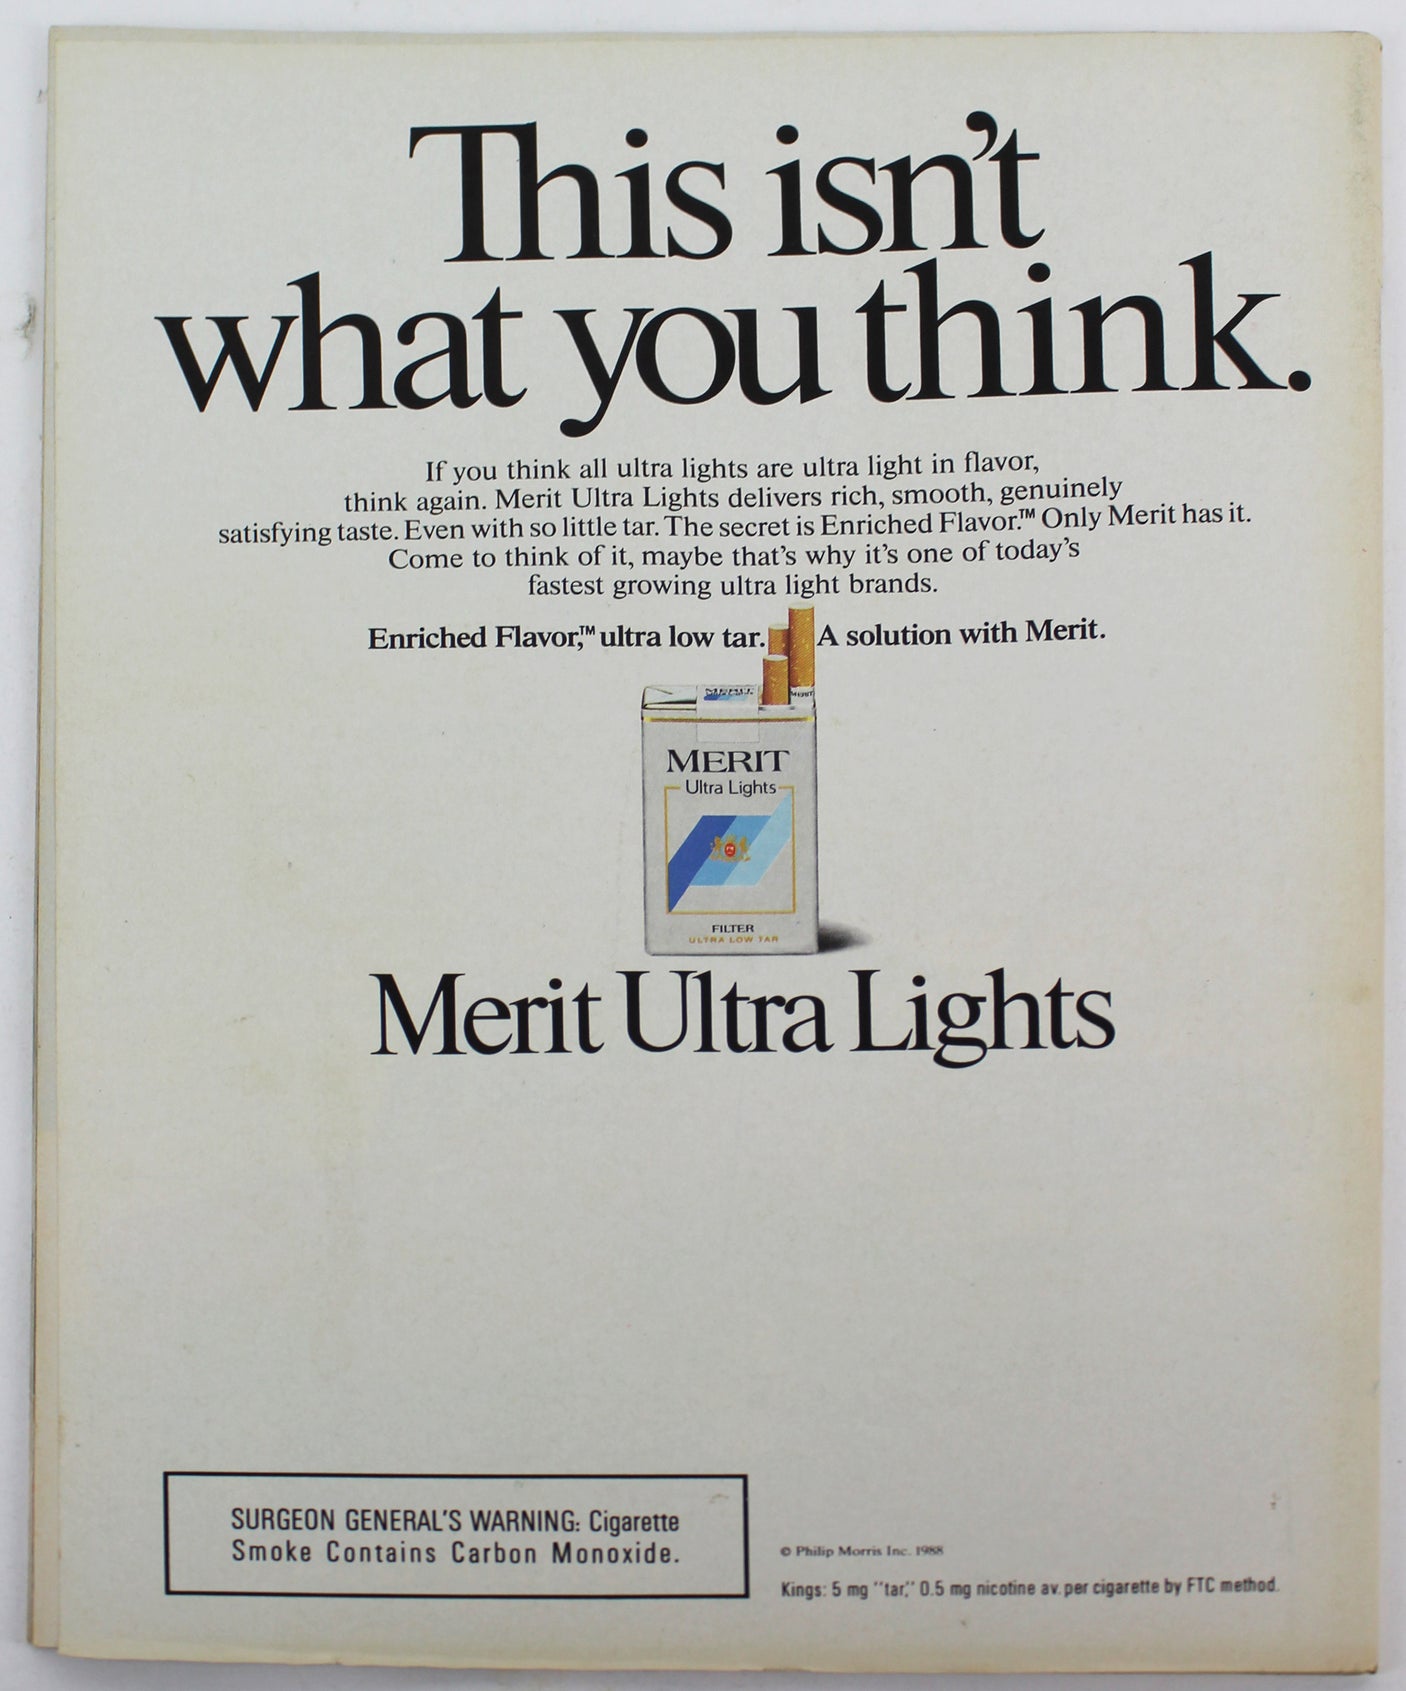 This isn't
what you think.
If you think all ultra lights are ultra light in flavor,
think again. Merit Ultra Lights delivers rich, smooth, genuinely
satisfying taste. Even with so little tar. The secret is Enriched Flavor.™ Only Merit has it.
Come to think of it, maybe that's why it's one of today's
fastest growing ultra light brands.
Enriched Flavor,™ ultra low tar. A solution with Merit.
MERIT
MERIT
MERIT
Ultra Lights
FILTER
ULTRA LOW TAR
Merit Ultra Lights
SURGEON GENERAL'S WARNING: Cigarette
Smoke Contains Carbon Monoxide.
© Philip Morris Inc. 1988
Kings: 5 mg "tar," 0.5 mg nicotine av. per cigarette by FTC method.